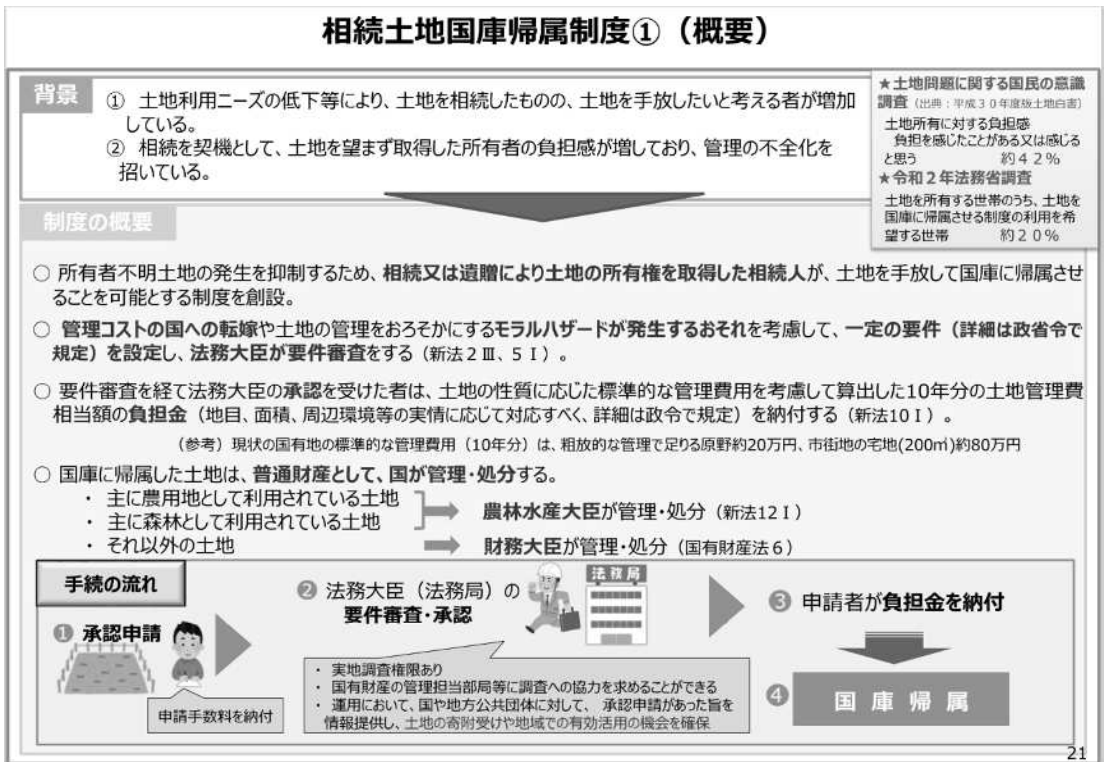 相続土地国庫帰属制度①（概要）
背景
① 土地利用ニーズの低下等により、土地を相続したものの、土地を手放したいと考える者が増加
している。
② 相続を契機として、土地を望まず取得した所有者の負担感が増しており、管理の不全化を
招いている。
★土地問題に関する国民の意識
調査（出典：平成３０年度版土地白書）
土地所有に対する負担感
負担を感じたことがある又は感じる
と思う 約４２％
★令和２年法務省調査
土地を所有する世帯のうち、土地を
国庫に帰属させる制度の利用を希
望する世帯 約２０％
制度の概要
○ 所有者不明土地の発生を抑制するため、相続又は遺贈により土地の所有権を取得した相続人が、土地を手放して国庫に帰属させ
ることを可能とする制度を創設。
○ 管理コストの国への転嫁や土地の管理をおろそかにするモラルハザードが発生するおそれを考慮して、一定の要件（詳細は政省令で
規定）を設定し、法務大臣が要件審査をする（新法２Ⅲ、５Ⅰ）。
○ 要件審査を経て法務大臣の承認を受けた者は、土地の性質に応じた標準的な管理費用を考慮して算出した10年分の土地管理費
相当額の負担金（地目、面積、周辺環境等の実情に応じて対応すべく、詳細は政令で規定）を納付する（新法10Ⅰ）。
（参考）現状の国有地の標準的な管理費用（10年分）は、粗放的な管理で足りる原野約20万円、市街地の宅地(200㎡)約80万円
○ 国庫に帰属した土地は、普通財産として、国が管理・処分する。
・ 主に農用地として利用されている土地
・ 主に森林として利用されている土地
農林水産大臣が管理・処分（新法12Ⅰ）
・ それ以外の土地
財務大臣が管理・処分（国有財産法６）
手続の流れ
❶ 承認申請
申請手数料を納付
❷ 法務大臣（法務局）の
要件審査・承認
法務局
・ 実地調査権限あり
・ 国有財産の管理担当部局等に調査への協力を求めることができる
・ 運用において、国や地方公共団体に対して、承認申請があった旨を
情報提供し、土地の寄附受けや地域での有効活用の機会を確保
❸ 申請者が負担金を納付
❹ 国庫帰属
21